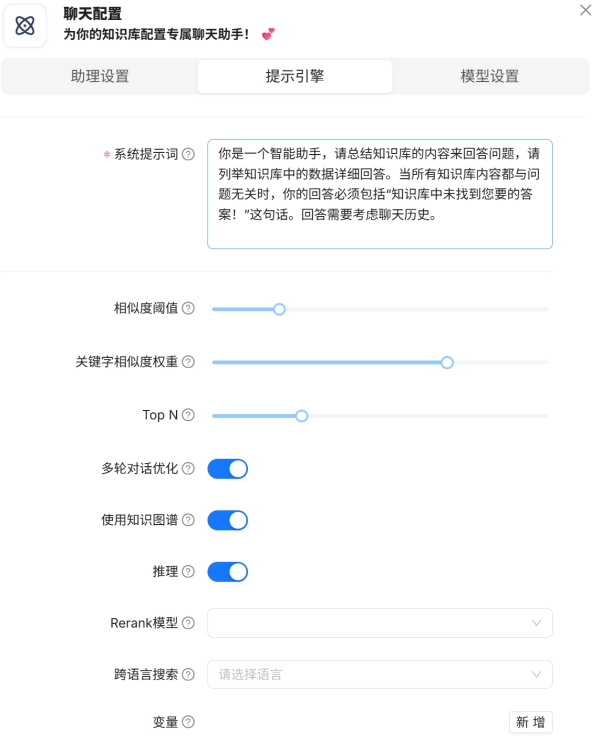 聊天配置
为你的知识库配置专属聊天助手！
助理设置 提示引擎 模型设置
* 系统提示词
你是一个智能助手，请总结知识库的内容来回答问题，请
列举知识库中的数据详细回答。当所有知识库内容都与问
题无关时，你的回答必须包括“知识库中未找到您要的答
案！”这句话。回答需要考虑聊天历史。
相似度阈值
关键字相似度权重
Top N
多轮对话优化
使用知识图谱
推理
Rerank模型
跨语言搜索 请选择语言
变量 新 增